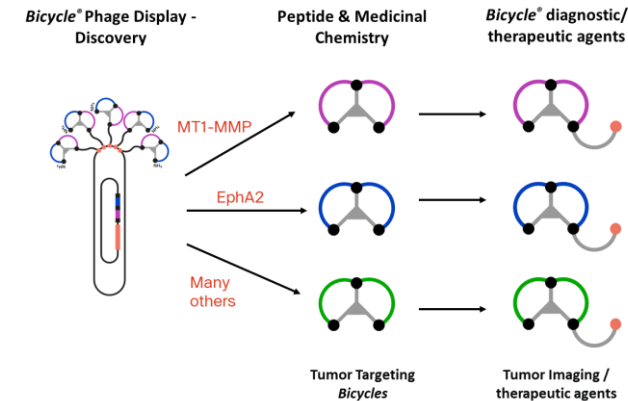 Bicycle® Phage Display -
Discovery
Peptide & Medicinal
Chemistry
Bicycle® diagnostic/
therapeutic agents
MT1-MMP
EphA2
Many
others
Tumor Targeting
Bicycles
Tumor Imaging /
therapeutic agents